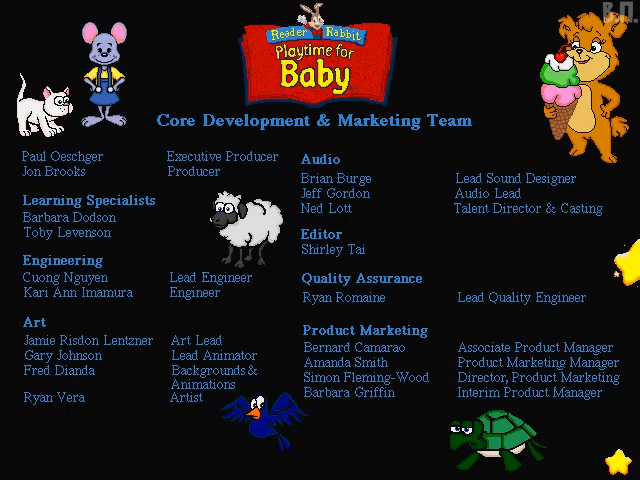 B.N.
Reader Rabbit
Playtime for
Baby
Core Development & Marketing Team
Paul Oeschger Executive Producer
Jon Brooks Producer
Learning Specialists
Barbara Dodson
Toby Levenson
Engineering
Cuong Nguyen Lead Engineer
Kari Ann Imamura Engineer
Art
Jamie Risdon Lentzner Art Lead
Gary Johnson Lead Animator
Fred Dianda Backgrounds &
Animations
Ryan Vera Artist
Audio
Brian Burge Lead Sound Designer
Jeff Gordon Audio Lead
Ned Lott Talent Director & Casting
Editor
Shirley Tai
Quality Assurance
Ryan Romaine Lead Quality Engineer
Product Marketing
Bernard Camarao Associate Product Manager
Amanda Smith Product Marketing Manager
Simon Fleming-Wood Director, Product Marketing
Barbara Griffin Interim Product Manager